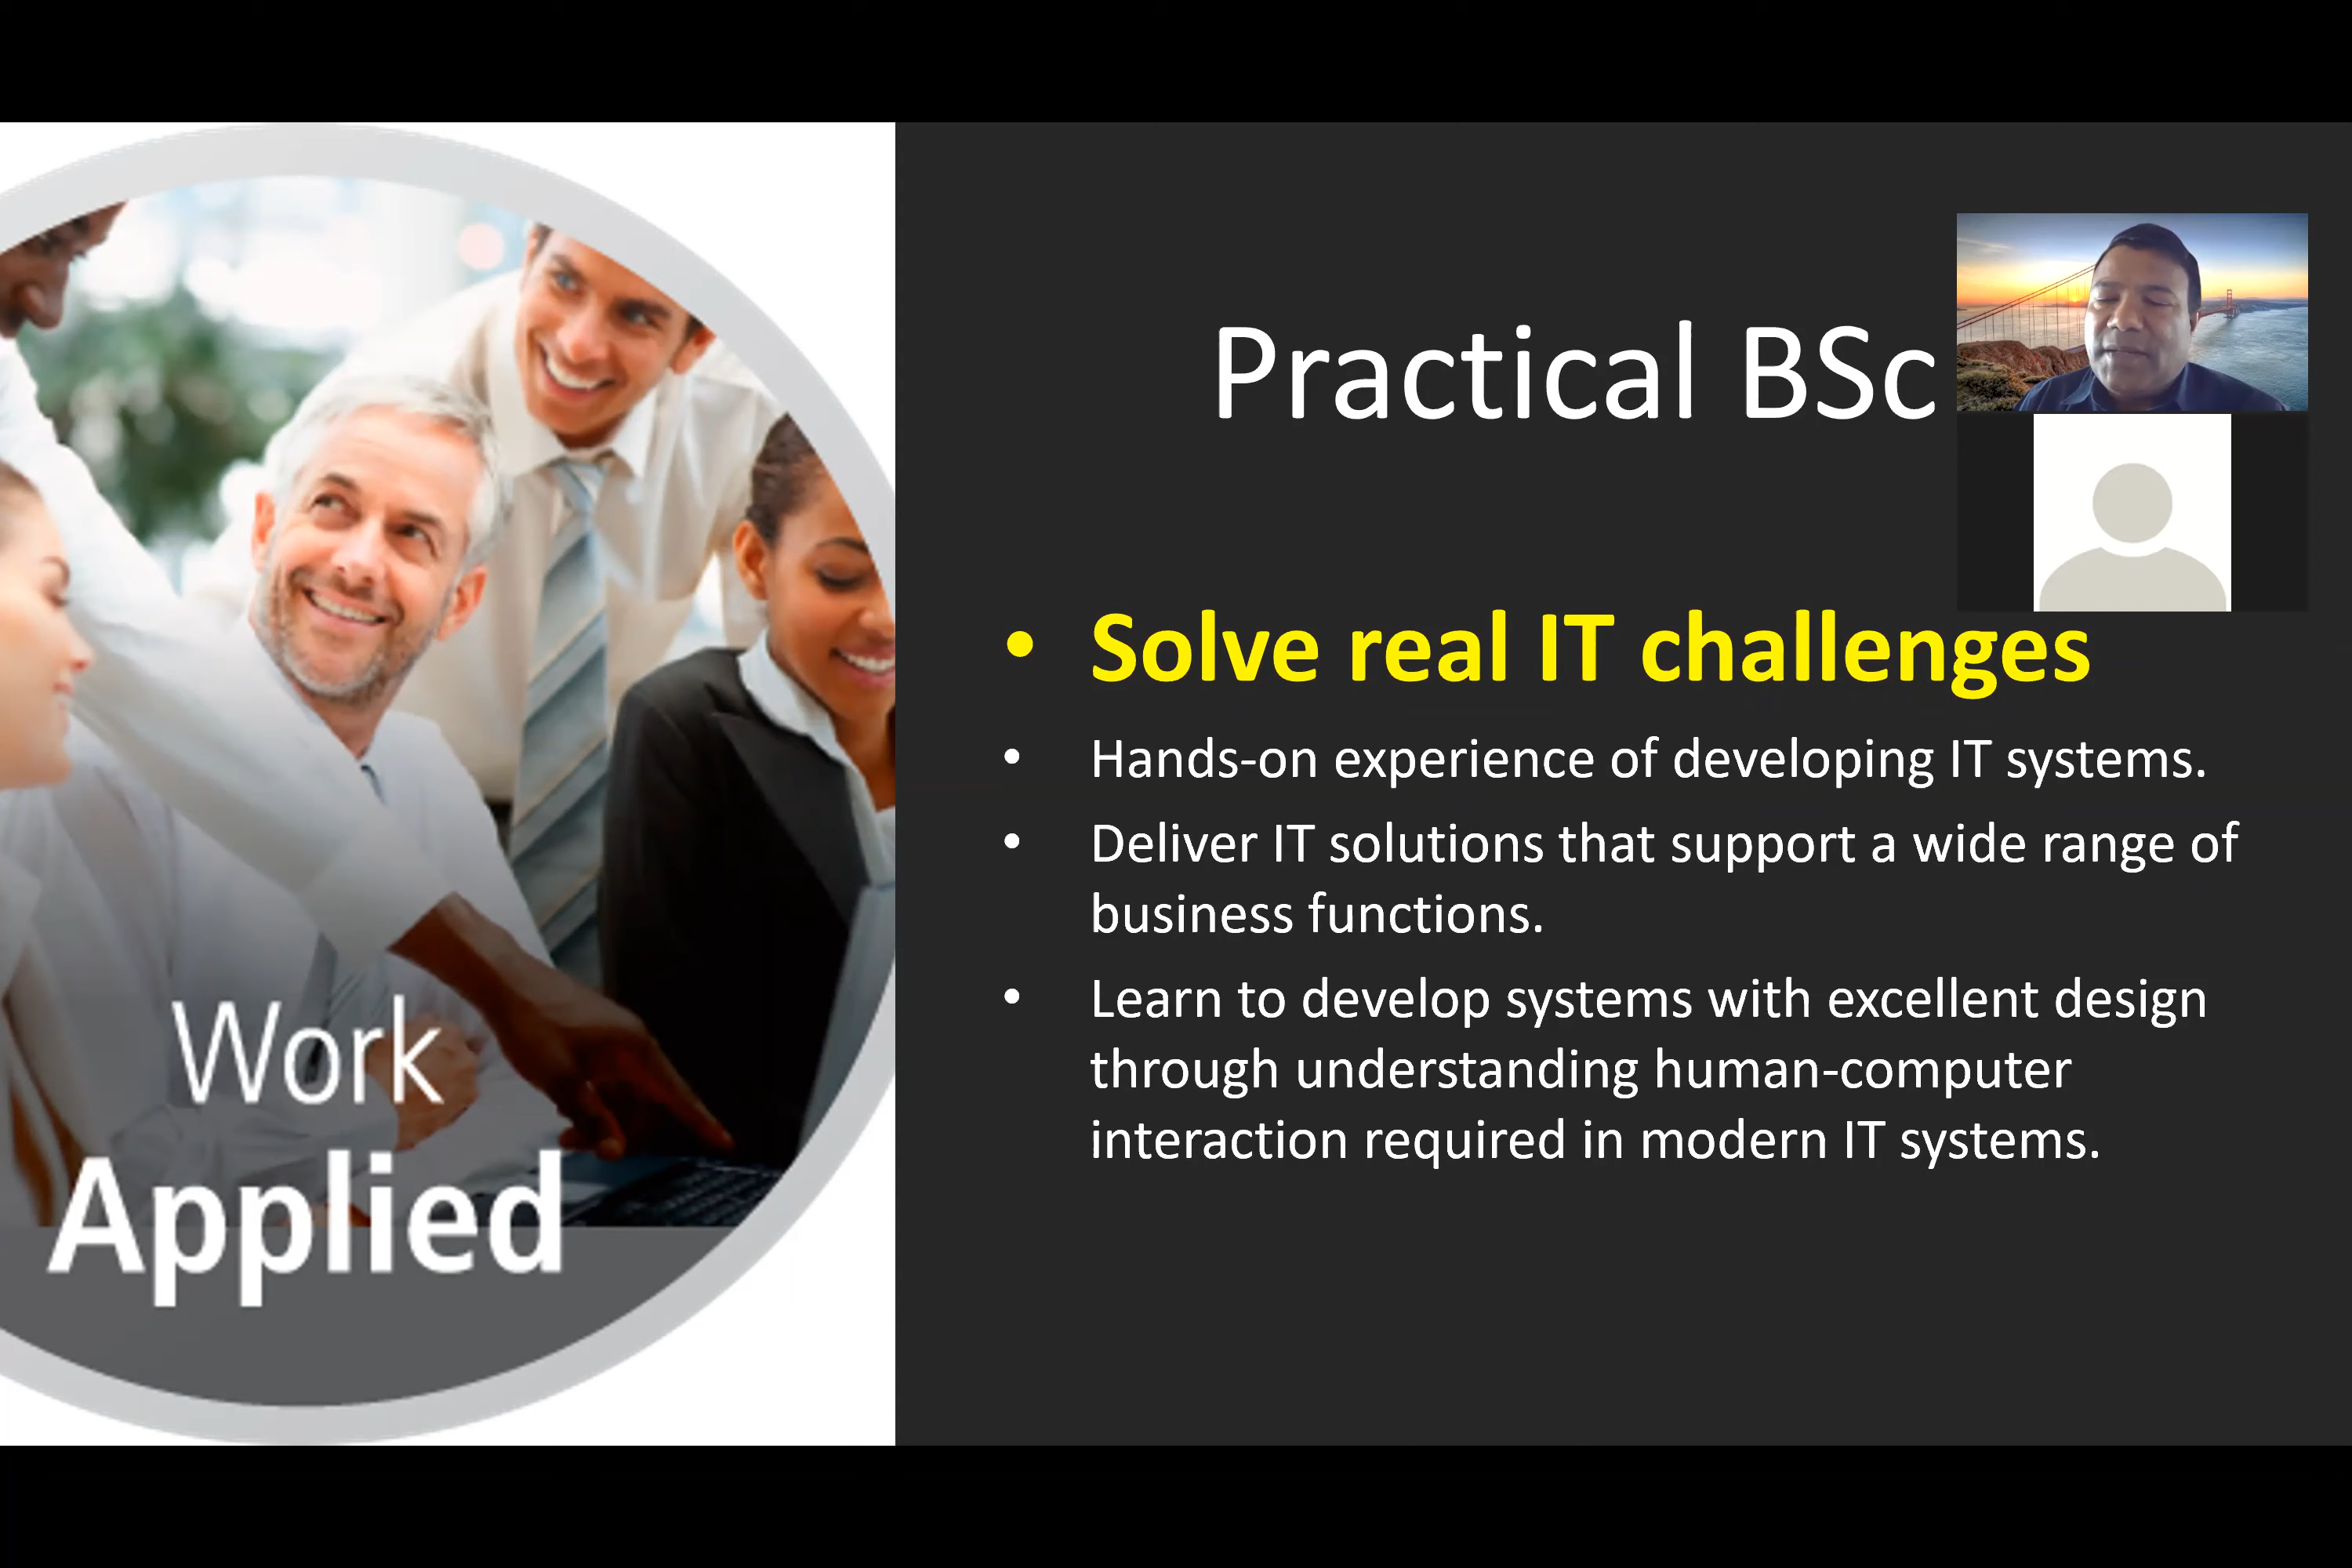 Work
Applied
Practical BSc
• Solve real IT challenges
• Hands-on experience of developing IT systems.
• Deliver IT solutions that support a wide range of
business functions.
• Learn to develop systems with excellent design
through understanding human-computer
interaction required in modern IT systems.